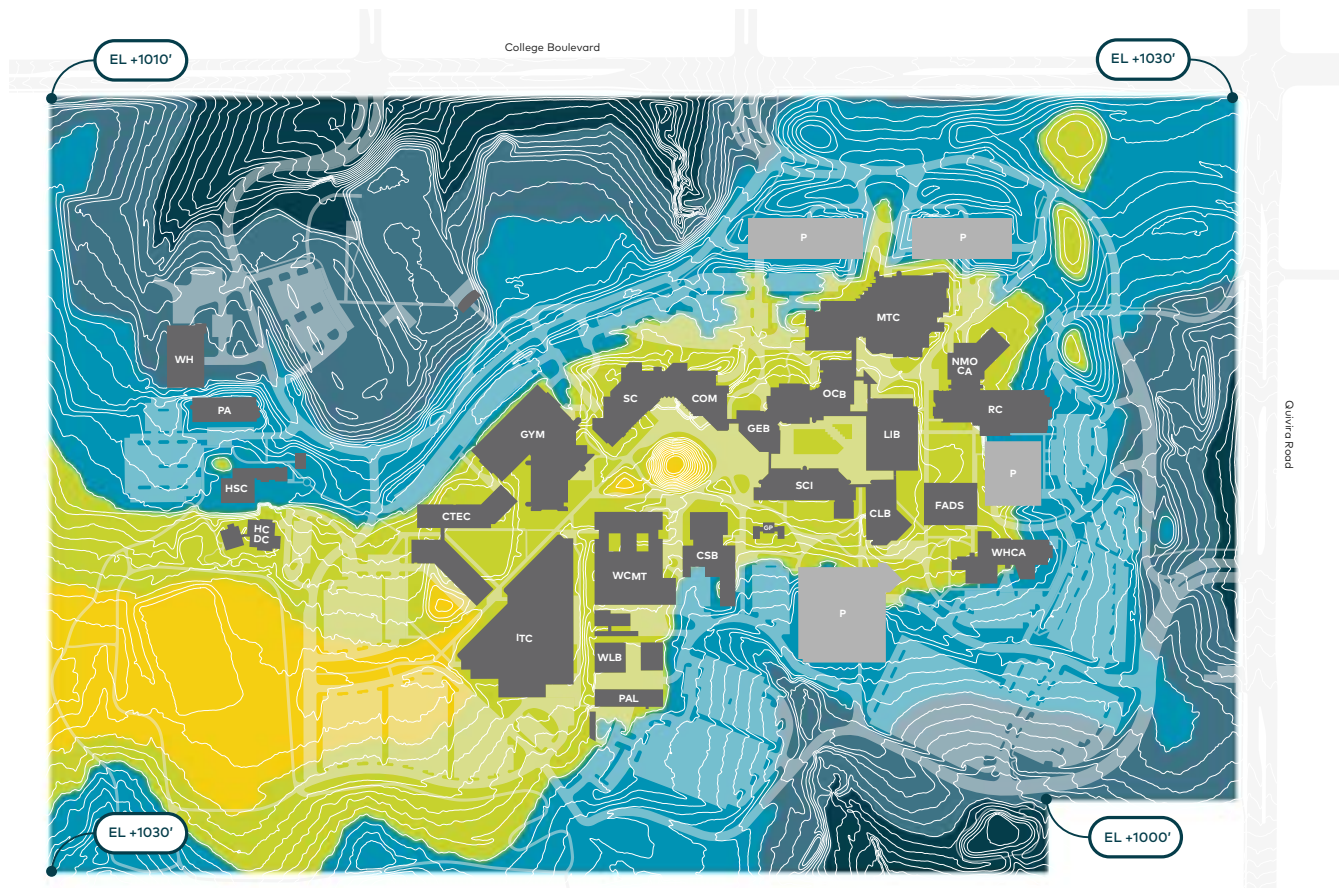 College Boulevard
EL +1010′
EL +1030′
P
P
MTC
WH
NMO
CA
PA
SC
COM
OCB
RC
GYM
GEB
LIB
P
HSC
SCI
FADS
CTEC
CLB
HC
DC
GP
CSB
WHCA
WCMT
P
ITC
WLB
PAL
Quivira Road
EL +1030′
EL +1000′